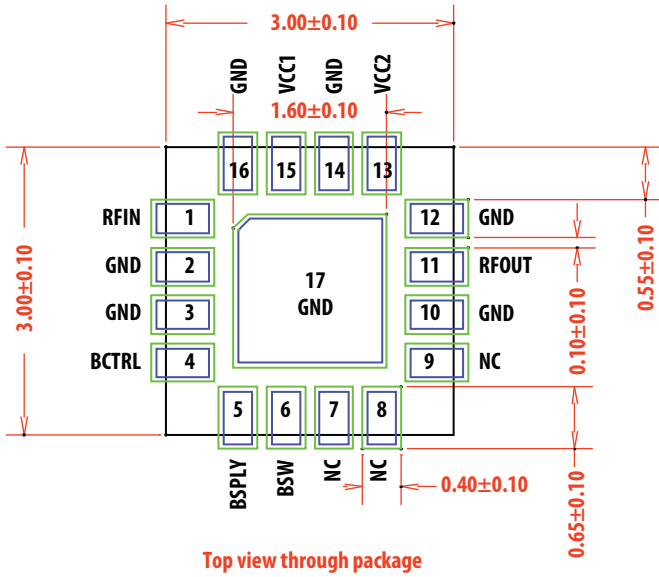 3.00±0.10
GND
VCC1
GND
VCC2
1.60±0.10
16
15
14
13
RFIN
1
12
GND
GND
2
17
GND
11
RFOUT
GND
3
10
GND
BCTRL
4
9
NC
3.00±0.10
0.55±0.10
0.10±0.10
5
6
7
8
BSPLY
BSW
NC
NC
0.40±0.10
0.65±0.10
Top view through package